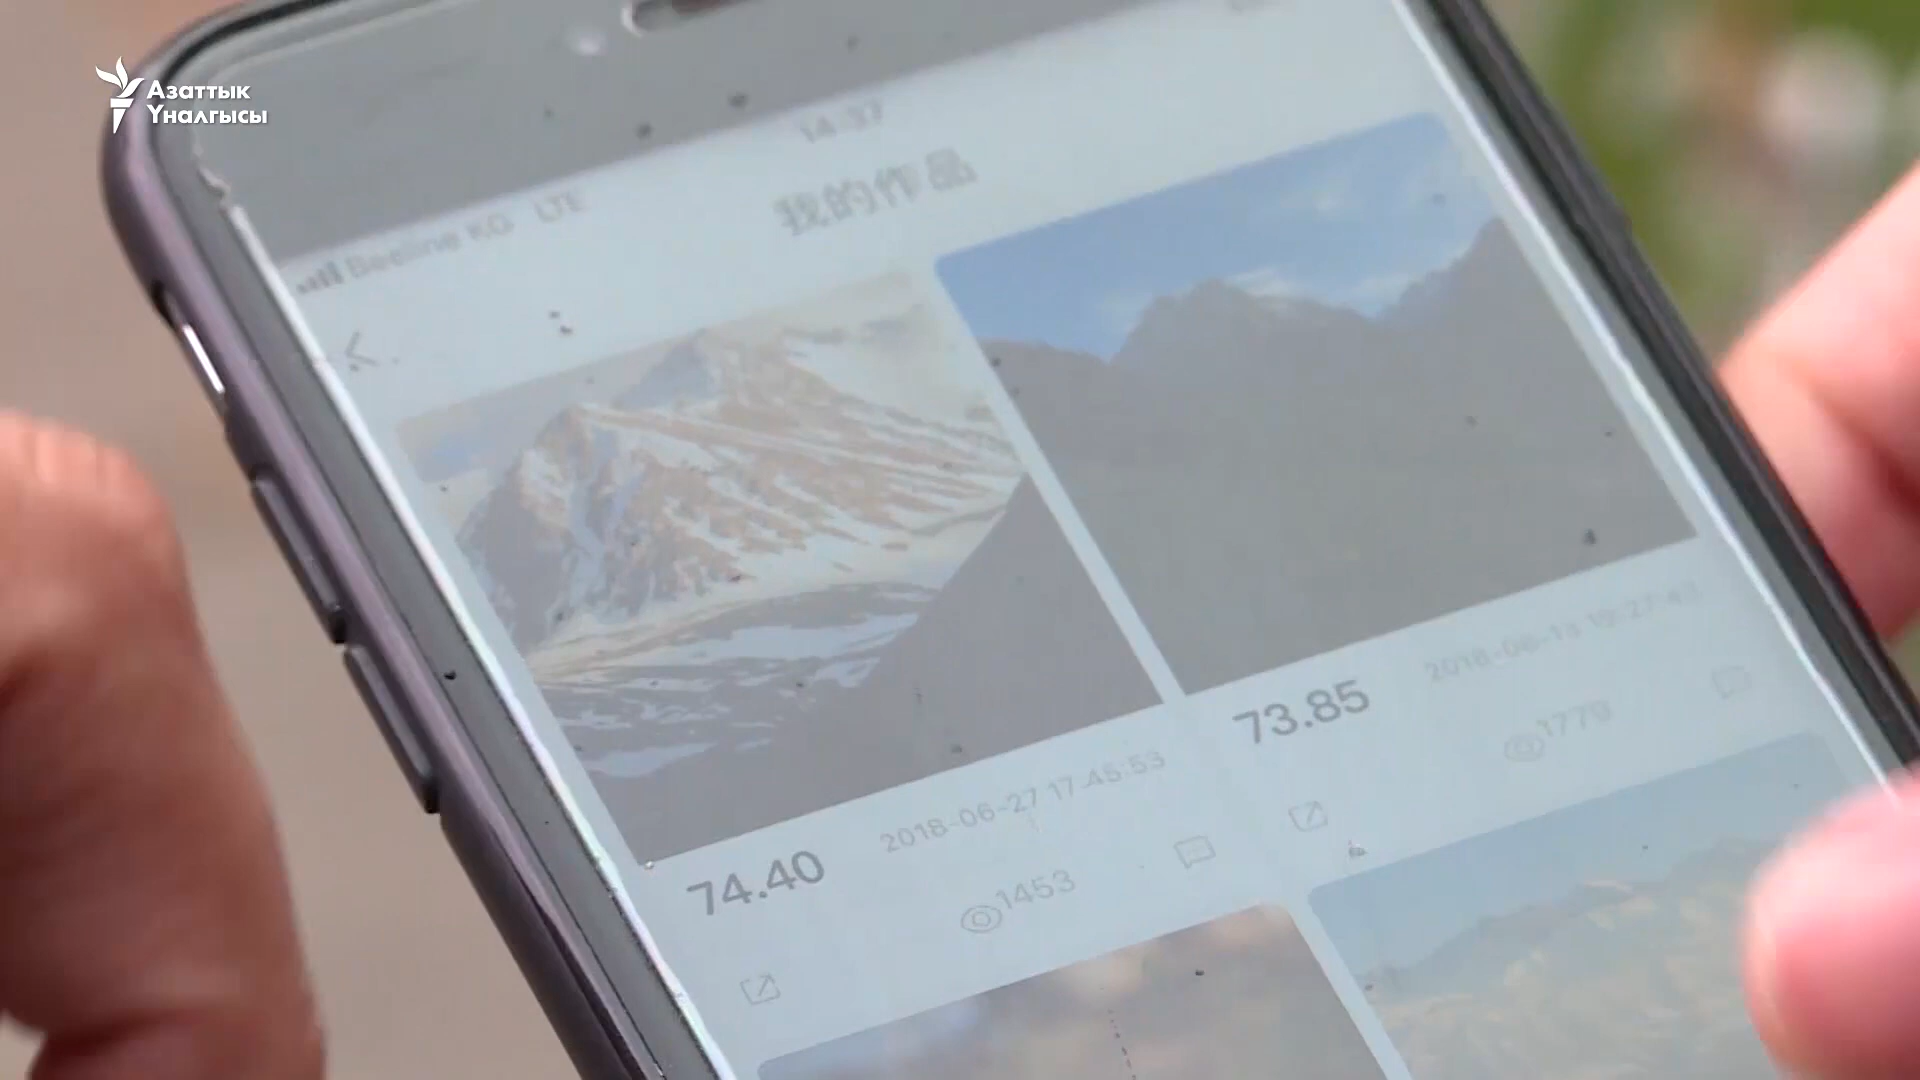 Азаттык
Үналгысы
14:37
Beeline KG LTE
我的作品
73.85
1779
74.40
2018-06-27 17:45:53
1453